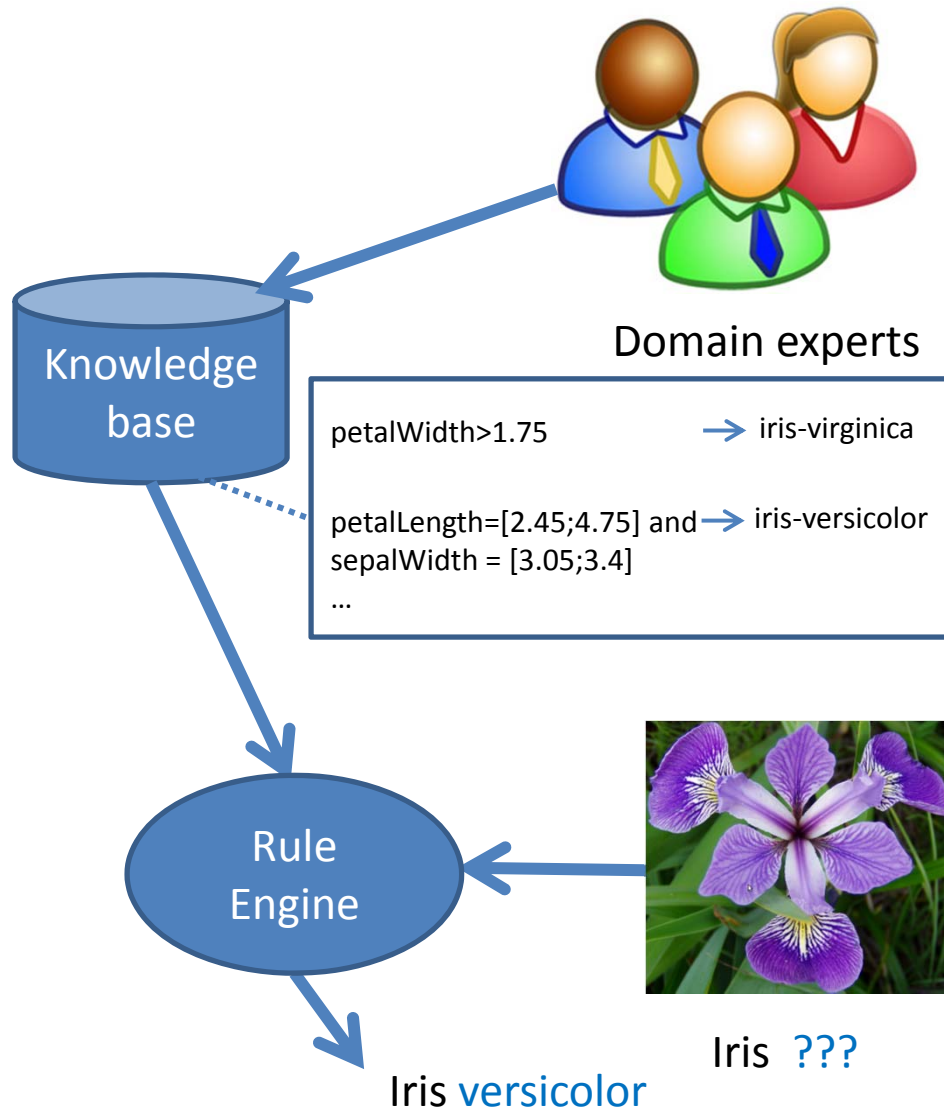 Domain experts
Knowledge
base
petalWidth>1.75 iris-virginica
petalLength=[2.45;4.75] and iris-versicolor
sepalWidth = [3.05;3.4]
...
Rule
Engine
Iris ???
Iris versicolor